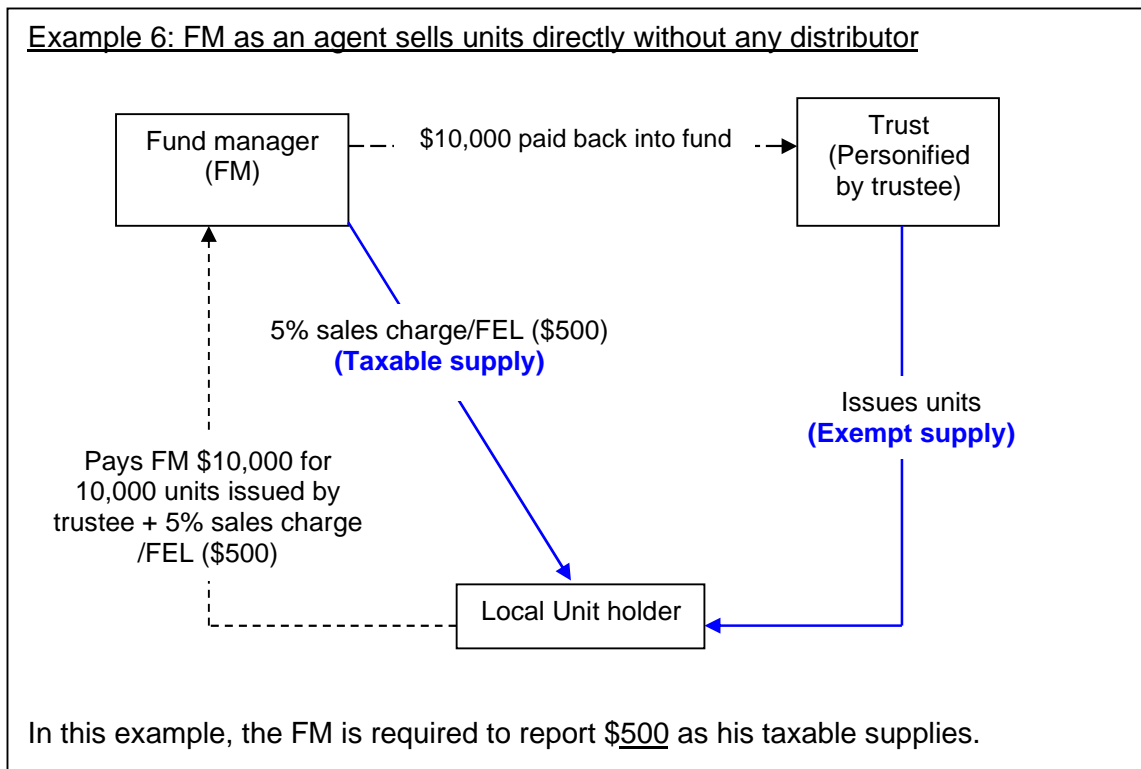 Example 6: FM as an agent sells units directly without any distributor
Fund manager
(FM)
$10,000 paid back into fund
Trust
(Personified
by trustee)
5% sales charge/FEL ($500)
(Taxable supply)
Issues units
(Exempt supply)
Pays FM $10,000 for
10,000 units issued by
trustee + 5% sales charge
/FEL ($500)
Local Unit holder
In this example, the FM is required to report $500 as his taxable supplies.